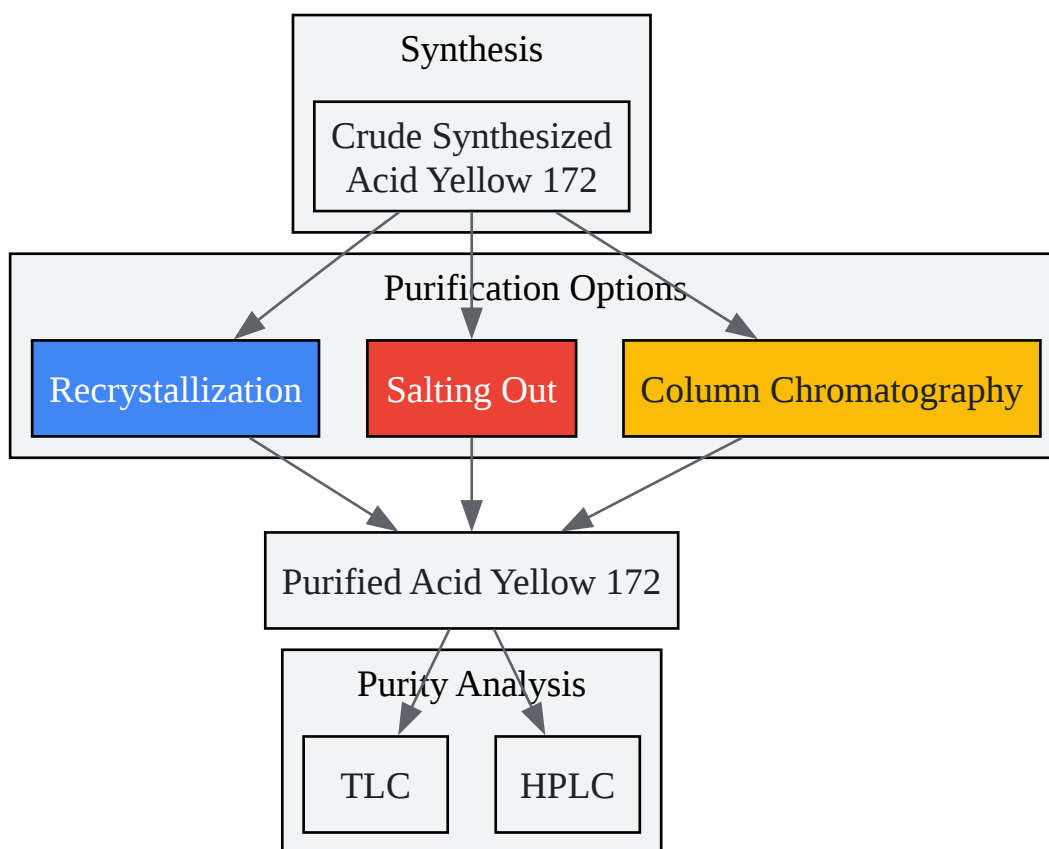 Synthesis
Crude Synthesized
Acid Yellow 172
Purification Options
Recrystallization
Salting Out
Column Chromatography
Purified Acid Yellow 172
Purity Analysis
TLC
HPLC